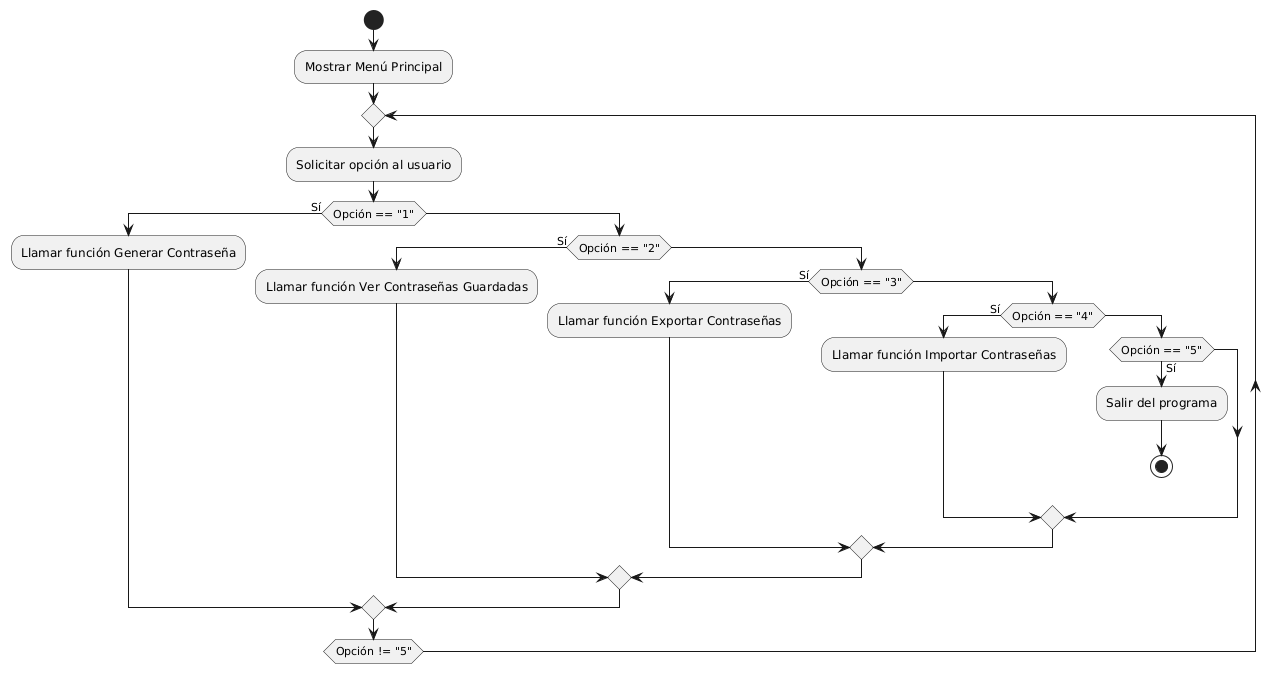 Mostrar Menú Principal
Solicitar opción al usuario
Sí
Opción == "1"
Llamar función Generar Contraseña
Sí
Opción == "2"
Llamar función Ver Contraseñas Guardadas
Sí
Opción == "3"
Llamar función Exportar Contraseñas
Sí
Opción == "4"
Llamar función Importar Contraseñas
Opción == "5"
Sí
Salir del programa
Opción != "5"